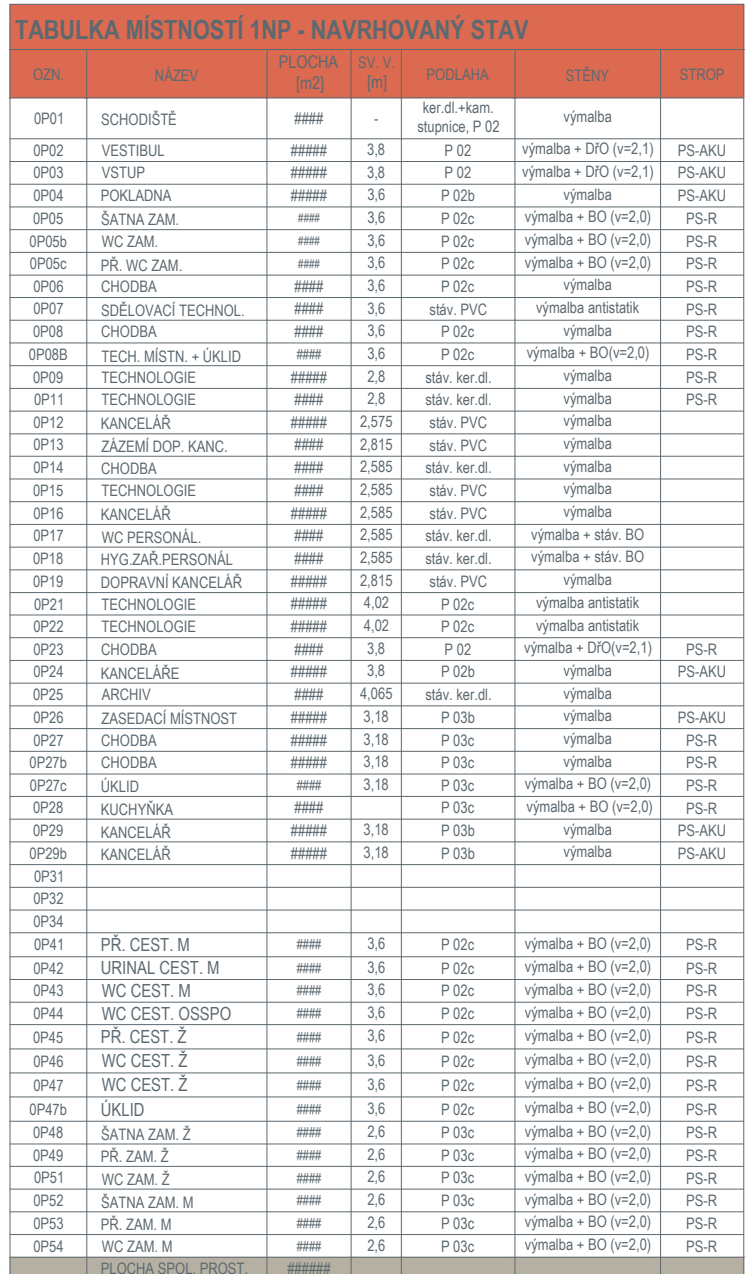 TABULKA MÍSTNOSTÍ 1NP - NAVRHOVANÝ STAV
OZN. NÁZEV PLOCHA [m2] SV. V. [m] PODLAHA STĚNY STROP
0P01 SCHODIŠTĚ #### - ker.dl.+kam. stupnice, P 02 výmalba
0P02 VESTIBUL ##### 3,8 P 02 výmalba + DřO (v=2,1) PS-AKU
0P03 VSTUP ##### 3,8 P 02 výmalba + DřO (v=2,1) PS-AKU
0P04 POKLADNA ##### 3,6 P 02b výmalba PS-AKU
0P05 ŠATNA ZAM. #### 3,6 P 02c výmalba + BO (v=2,0) PS-R
0P05b WC ZAM. #### 3,6 P 02c výmalba + BO (v=2,0) PS-R
0P05c PŘ. WC ZAM. #### 3,6 P 02c výmalba + BO (v=2,0) PS-R
0P06 CHODBA #### 3,6 P 02c výmalba PS-R
0P07 SDĚLOVACÍ TECHNOL. #### 3,6 stáv. PVC výmalba antistatik PS-R
0P08 CHODBA #### 3,6 P 02c výmalba PS-R
0P08B TECH. MÍSTN. + ÚKLID #### 3,6 P 02c výmalba + BO(v=2,0) PS-R
0P09 TECHNOLOGIE ##### 2,8 stáv. ker.dl. výmalba PS-R
0P11 TECHNOLOGIE #### 2,8 stáv. ker.dl. výmalba PS-R
0P12 KANCELÁŘ ##### 2,575 stáv. PVC výmalba
0P13 ZÁZEMÍ DOP. KANC. #### 2,815 stáv. PVC výmalba
0P14 CHODBA #### 2,585 stáv. ker.dl. výmalba
0P15 TECHNOLOGIE #### 2,585 stáv. PVC výmalba
0P16 KANCELÁŘ ##### 2,585 stáv. PVC výmalba
0P17 WC PERSONÁL. #### 2,585 stáv. ker.dl. výmalba + stáv. BO
0P18 HYG.ZAŘ.PERSONÁL #### 2,585 stáv. ker.dl. výmalba + stáv. BO
0P19 DOPRAVNÍ KANCELÁŘ ##### 2,815 stáv. PVC výmalba
0P21 TECHNOLOGIE ##### 4,02 P 02c výmalba antistatik
0P22 TECHNOLOGIE ##### 4,02 P 02c výmalba antistatik
0P23 CHODBA #### 3,8 P 02 výmalba + DřO(v=2,1) PS-R
0P24 KANCELÁŘE ##### 3,8 P 02b výmalba PS-AKU
0P25 ARCHIV #### 4,065 stáv. ker.dl. výmalba
0P26 ZASEDACÍ MÍSTNOST ##### 3,18 P 03b výmalba PS-AKU
0P27 CHODBA ##### 3,18 P 03c výmalba PS-R
0P27b CHODBA ##### 3,18 P 03c výmalba PS-R
0P27c ÚKLID #### 3,18 P 03c výmalba + BO (v=2,0) PS-R
0P28 KUCHYŇKA #### P 03c výmalba + BO (v=2,0) PS-R
0P29 KANCELÁŘ ##### 3,18 P 03b výmalba PS-AKU
0P29b KANCELÁŘ ##### 3,18 P 03b výmalba PS-AKU
0P31
0P32
0P34
0P41 PŘ. CEST. M #### 3,6 P 02c výmalba + BO (v=2,0) PS-R
0P42 URINAL CEST. M #### 3,6 P 02c výmalba + BO (v=2,0) PS-R
0P43 WC CEST. M #### 3,6 P 02c výmalba + BO (v=2,0) PS-R
0P44 WC CEST. OSSPO #### 3,6 P 02c výmalba + BO (v=2,0) PS-R
0P45 PŘ. CEST. Ž #### 3,6 P 02c výmalba + BO (v=2,0) PS-R
0P46 WC CEST. Ž #### 3,6 P 02c výmalba + BO (v=2,0) PS-R
0P47 WC CEST. Ž #### 3,6 P 02c výmalba + BO (v=2,0) PS-R
0P47b ÚKLID #### 3,6 P 02c výmalba + BO (v=2,0) PS-R
0P48 ŠATNA ZAM. Ž #### 2,6 P 03c výmalba + BO (v=2,0) PS-R
0P49 PŘ. ZAM. Ž #### 2,6 P 03c výmalba + BO (v=2,0) PS-R
0P51 WC ZAM. Ž #### 2,6 P 03c výmalba + BO (v=2,0) PS-R
0P52 ŠATNA ZAM. M #### 2,6 P 03c výmalba + BO (v=2,0) PS-R
0P53 PŘ. ZAM. M #### 2,6 P 03c výmalba + BO (v=2,0) PS-R
0P54 WC ZAM. M #### 2,6 P 03c výmalba + BO (v=2,0) PS-R
PLOCHA SPOL. PROST. ######